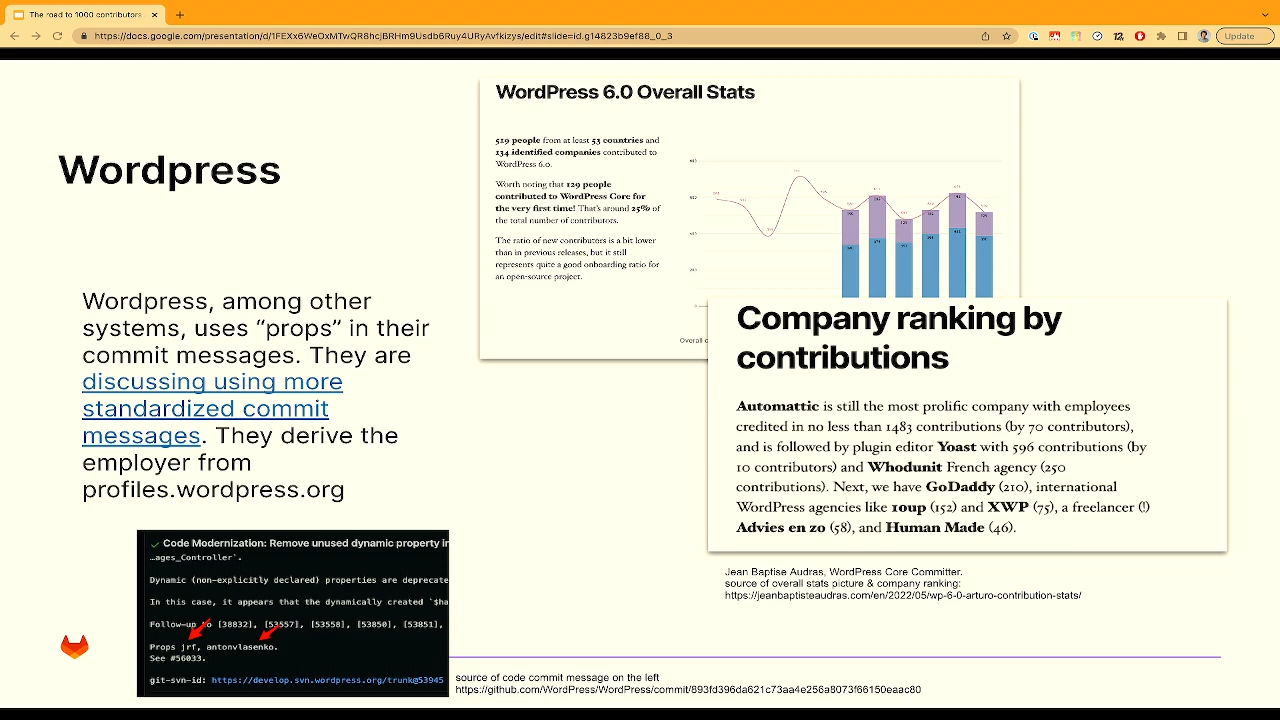 The road to 1000 contributors
https://docs.google.com/presentation/d/1FEXx6WeOxMTwQR8hcjBRHm9Usdb6Ruy4URyAvfkizys/edit#slide=id.g14823b9ef88_0_3
Update
Wordpress
Wordpress, among other
systems, uses “props” in their
commit messages. They are
discussing using more
standardized commit
messages. They derive the
employer from
profiles.wordpress.org
WordPress 6.0 Overall Stats
519 people from at least 53 countries and
134 identified companies contributed to
WordPress 6.0.
Worth noting that 129 people
contributed to WordPress Core for
the very first time! That’s around 25% of
the total number of contributors.
The ratio of new contributors is a bit lower
than in previous releases, but it still
represents quite a good onboarding ratio for
an open-source project.
Overall
Company ranking by
contributions
Automattic is still the most prolific company with employees
credited in no less than 1483 contributions (by 70 contributors),
and is followed by plugin editor Yoast with 596 contributions (by
10 contributors) and Whodunit French agency (250
contributions). Next, we have GoDaddy (210), international
WordPress agencies like 10up (152) and XWP (75), a freelancer (!)
Advies en zo (58), and Human Made (46).
Jean Baptise Audras, WordPress Core Committer.
source of overall stats picture & company ranking:
https://jeanbaptisteaudras.com/en/2022/05/wp-6-0-arturo-contribution-stats/
Code Modernization: Remove unused dynamic property in
…ages_Controller`.
Dynamic (non-explicitly declared) properties are deprecate
In this case, it appears that the dynamically created `$ha
Follow-up to [38832], [53557], [53558], [53850], [53851],
Props jrf, antonvlasenko.
See #56033.
git-svn-id: https://develop.svn.wordpress.org/trunk@53945
source of code commit message on the left
https://github.com/WordPress/WordPress/commit/893fd396da621c73aa4e256a8073f66150eaac80